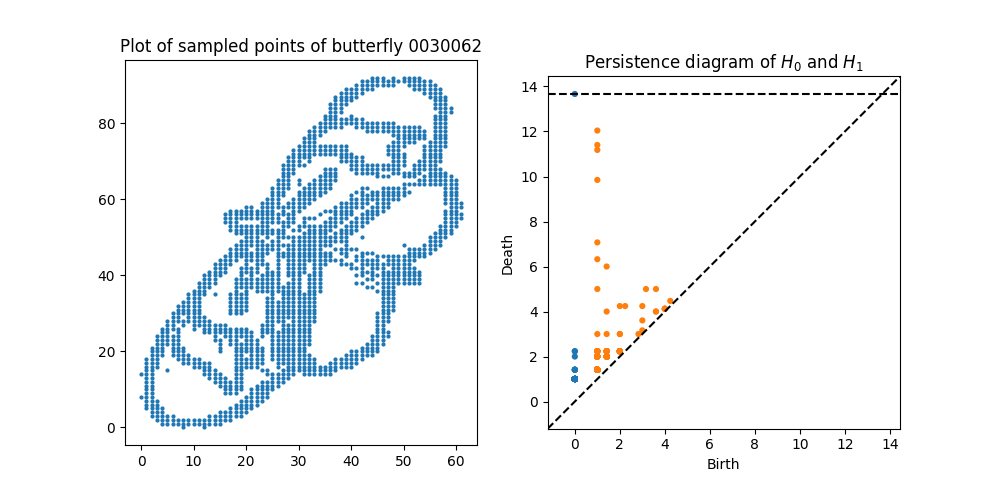 Plot of sampled points of butterfly 0030062
80
60
40
20
0
0 10 20 30 40 50 60
Persistence diagram of $H_0$ and $H_1$
14
12
10
8
6
4
2
0
Death
0 2 4 6 8 10 12 14
Birth